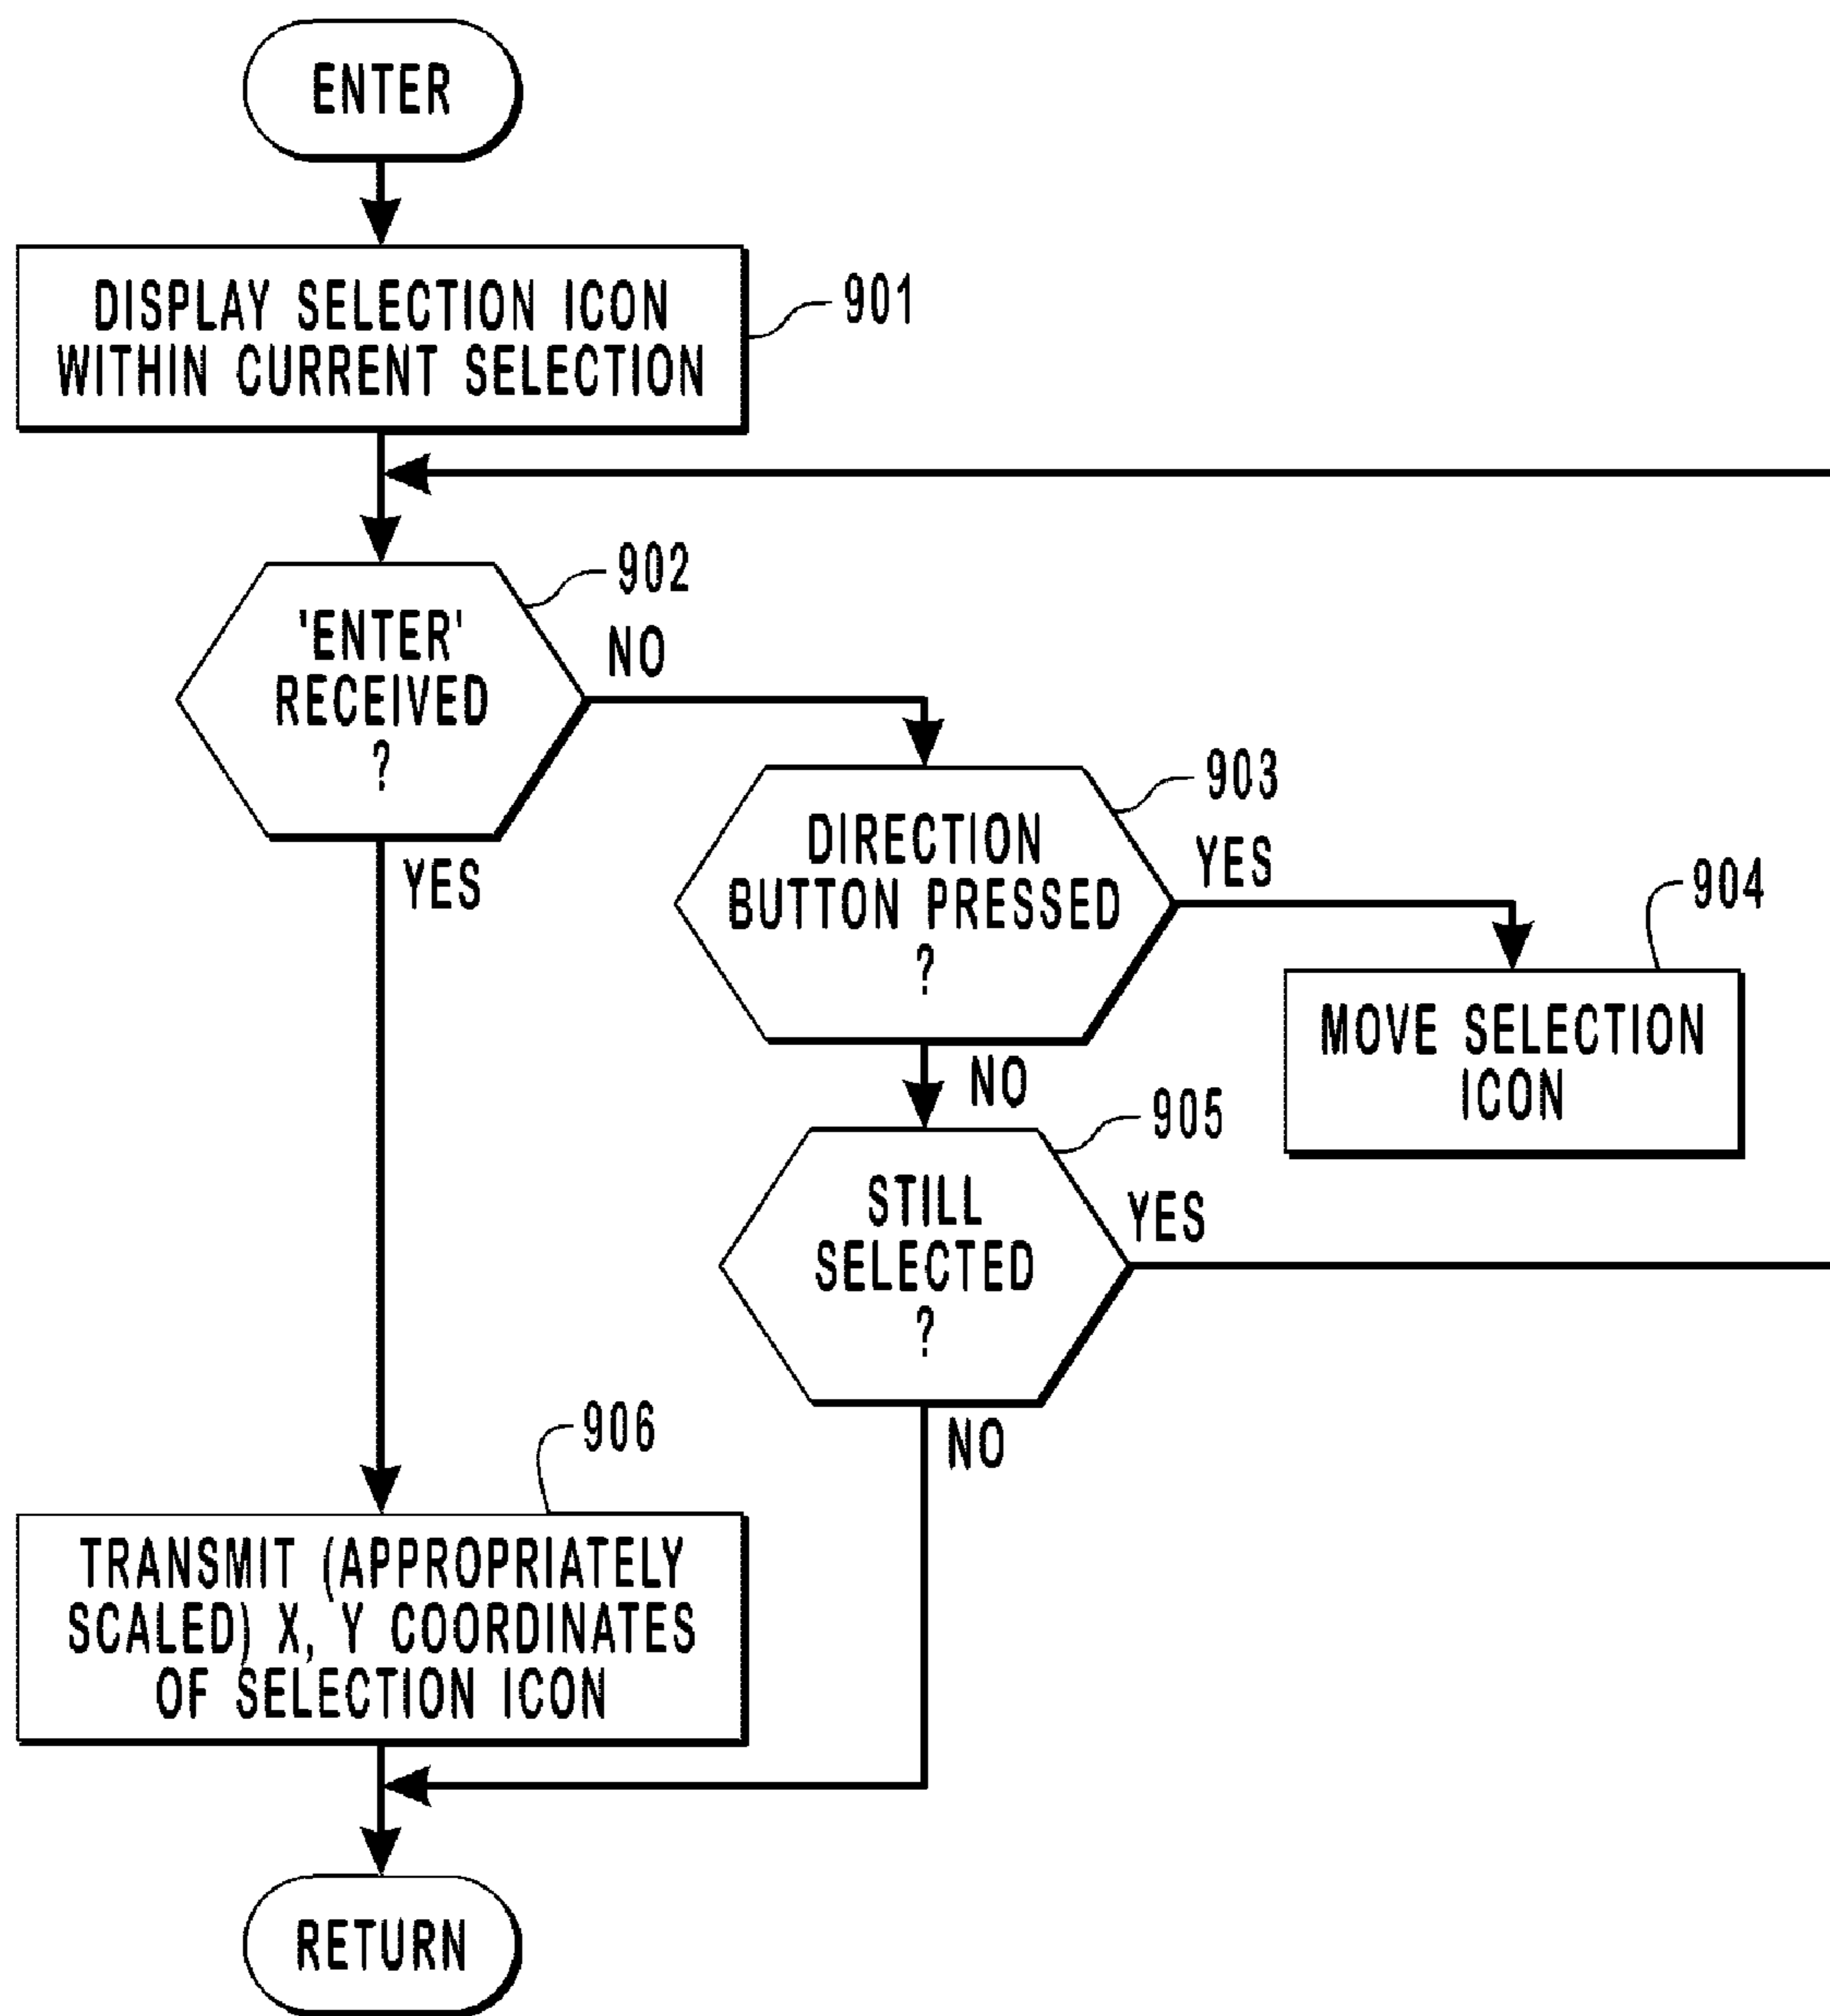 ENTER
DISPLAY SELECTION ICON
WITHIN CURRENT SELECTION
901
902
'ENTER'
RECEIVED
?
NO
YES
903
DIRECTION
BUTTON PRESSED
?
YES
NO
904
MOVE SELECTION
ICON
905
STILL
SELECTED
?
YES
NO
906
TRANSMIT (APPROPRIATELY
SCALED) X, Y COORDINATES
OF SELECTION ICON
RETURN